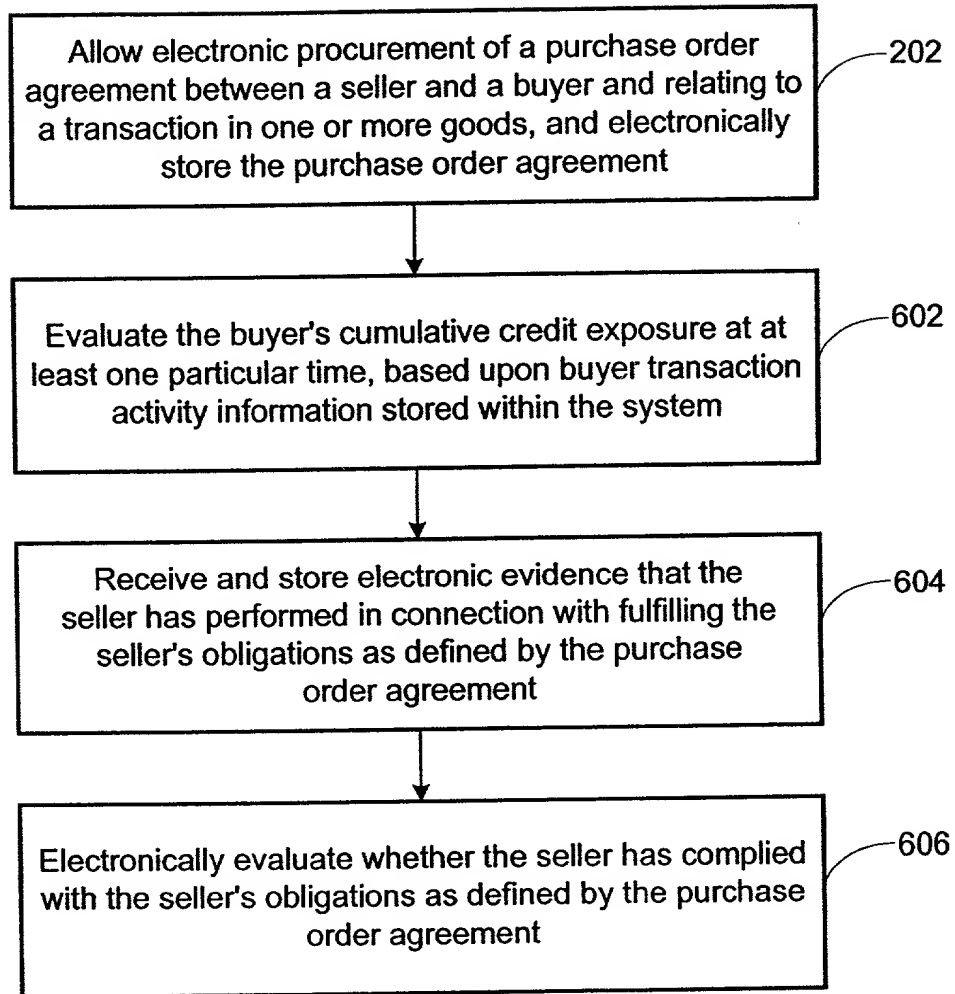 Allow electronic procurement of a purchase order
agreement between a seller and a buyer and relating to
a transaction in one or more goods, and electronically
store the purchase order agreement
202
Evaluate the buyer's cumulative credit exposure at at
least one particular time, based upon buyer transaction
activity information stored within the system
602
Receive and store electronic evidence that the
seller has performed in connection with fulfilling the
seller's obligations as defined by the purchase
order agreement
604
Electronically evaluate whether the seller has complied
with the seller's obligations as defined by the purchase
order agreement
606